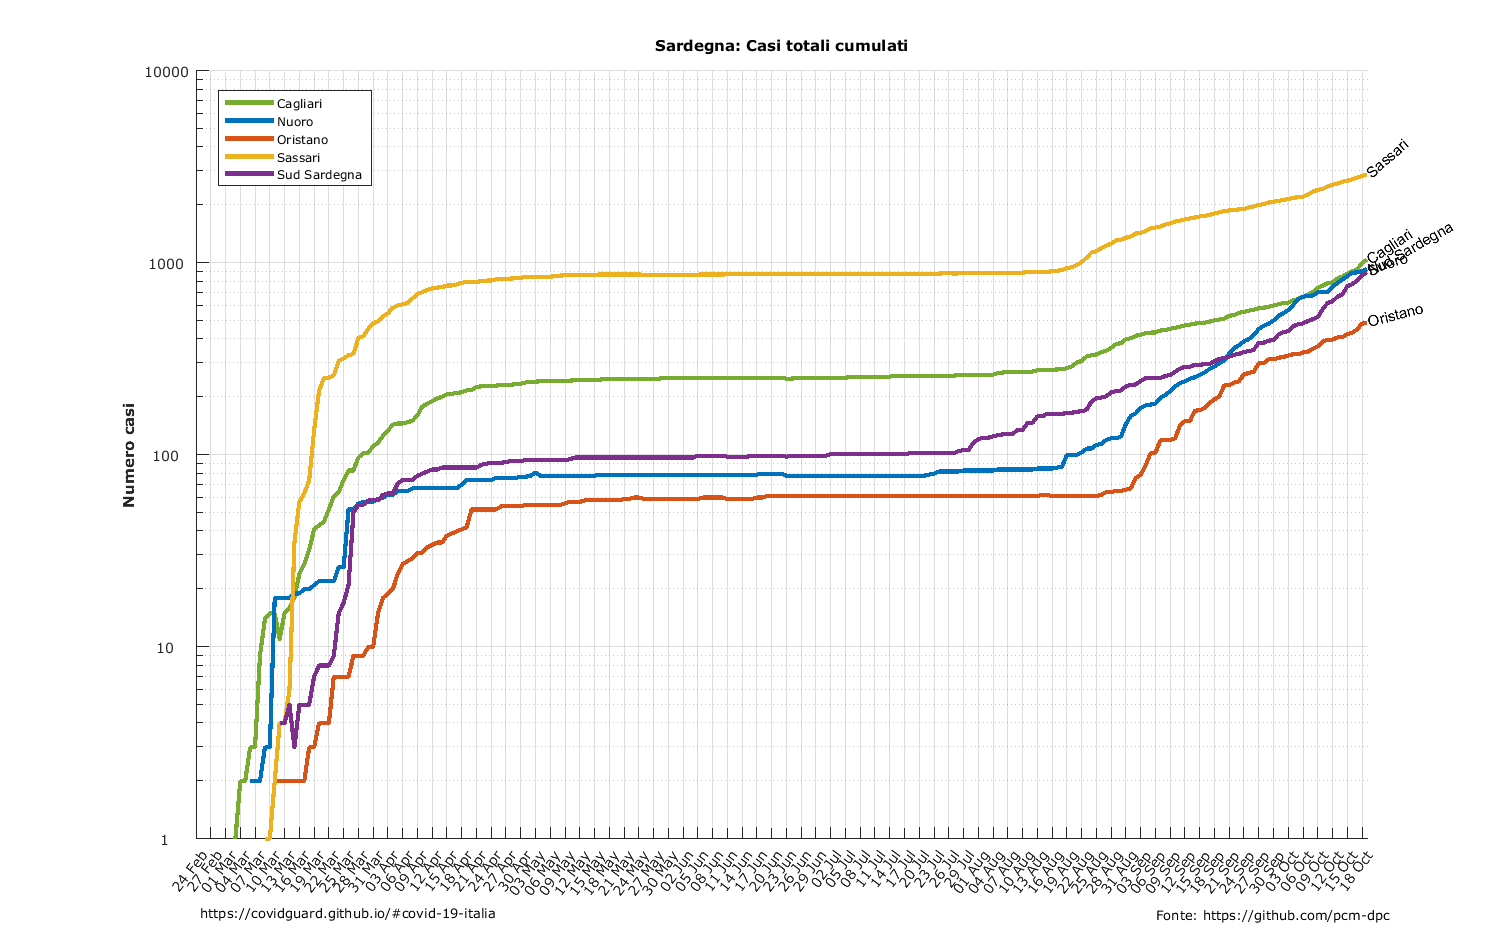 Sardegna: Casi totali cumulati
Numero casi
10000
1000
100
10
1
Cagliari
Nuoro
Oristano
Sassari
Sud Sardegna
Sassari
Cagliari
Sud Sardegna
Nuoro
Oristano
24 Feb
27 Feb
01 Mar
04 Mar
07 Mar
10 Mar
13 Mar
16 Mar
19 Mar
22 Mar
25 Mar
28 Mar
31 Mar
03 Apr
06 Apr
09 Apr
12 Apr
15 Apr
18 Apr
21 Apr
24 Apr
27 Apr
30 Apr
03 May
06 May
09 May
12 May
15 May
18 May
21 May
24 May
27 May
30 May
02 Jun
05 Jun
08 Jun
11 Jun
14 Jun
17 Jun
20 Jun
23 Jun
26 Jun
29 Jun
02 Jul
05 Jul
08 Jul
11 Jul
14 Jul
17 Jul
20 Jul
23 Jul
26 Jul
29 Jul
01 Aug
04 Aug
07 Aug
10 Aug
13 Aug
16 Aug
19 Aug
22 Aug
25 Aug
28 Aug
31 Aug
03 Sep
06 Sep
09 Sep
12 Sep
15 Sep
18 Sep
21 Sep
24 Sep
27 Sep
30 Sep
03 Oct
06 Oct
09 Oct
12 Oct
15 Oct
18 Oct
https://covidguard.github.io/#covid-19-italia
Fonte: https://github.com/pcm-dpc